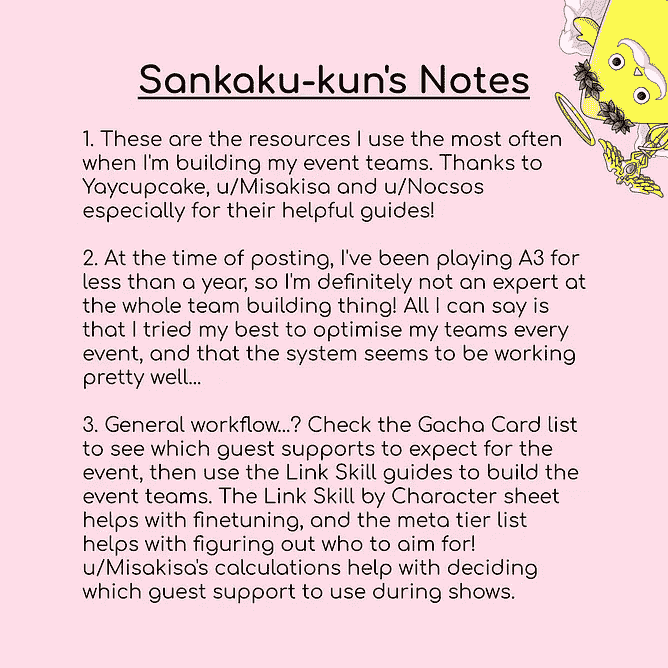 Sankaku-kun's Notes
1. These are the resources I use the most often
when I'm building my event teams. Thanks to
Yaycupcake, u/Misakisa and u/Nocsos
especially for their helpful guides!
2. At the time of posting, I've been playing A3 for
less than a year, so I'm definitely not an expert at
the whole team building thing! All I can say is
that I tried my best to optimise my teams every
event, and that the system seems to be working
pretty well...
3. General workflow...? Check the Gacha Card list
to see which guest supports to expect for the
event, then use the Link Skill guides to build the
event teams. The Link Skill by Character sheet
helps with finetuning, and the meta tier list
helps with figuring out who to aim for!
u/Misakisa's calculations help with deciding
which guest support to use during shows.